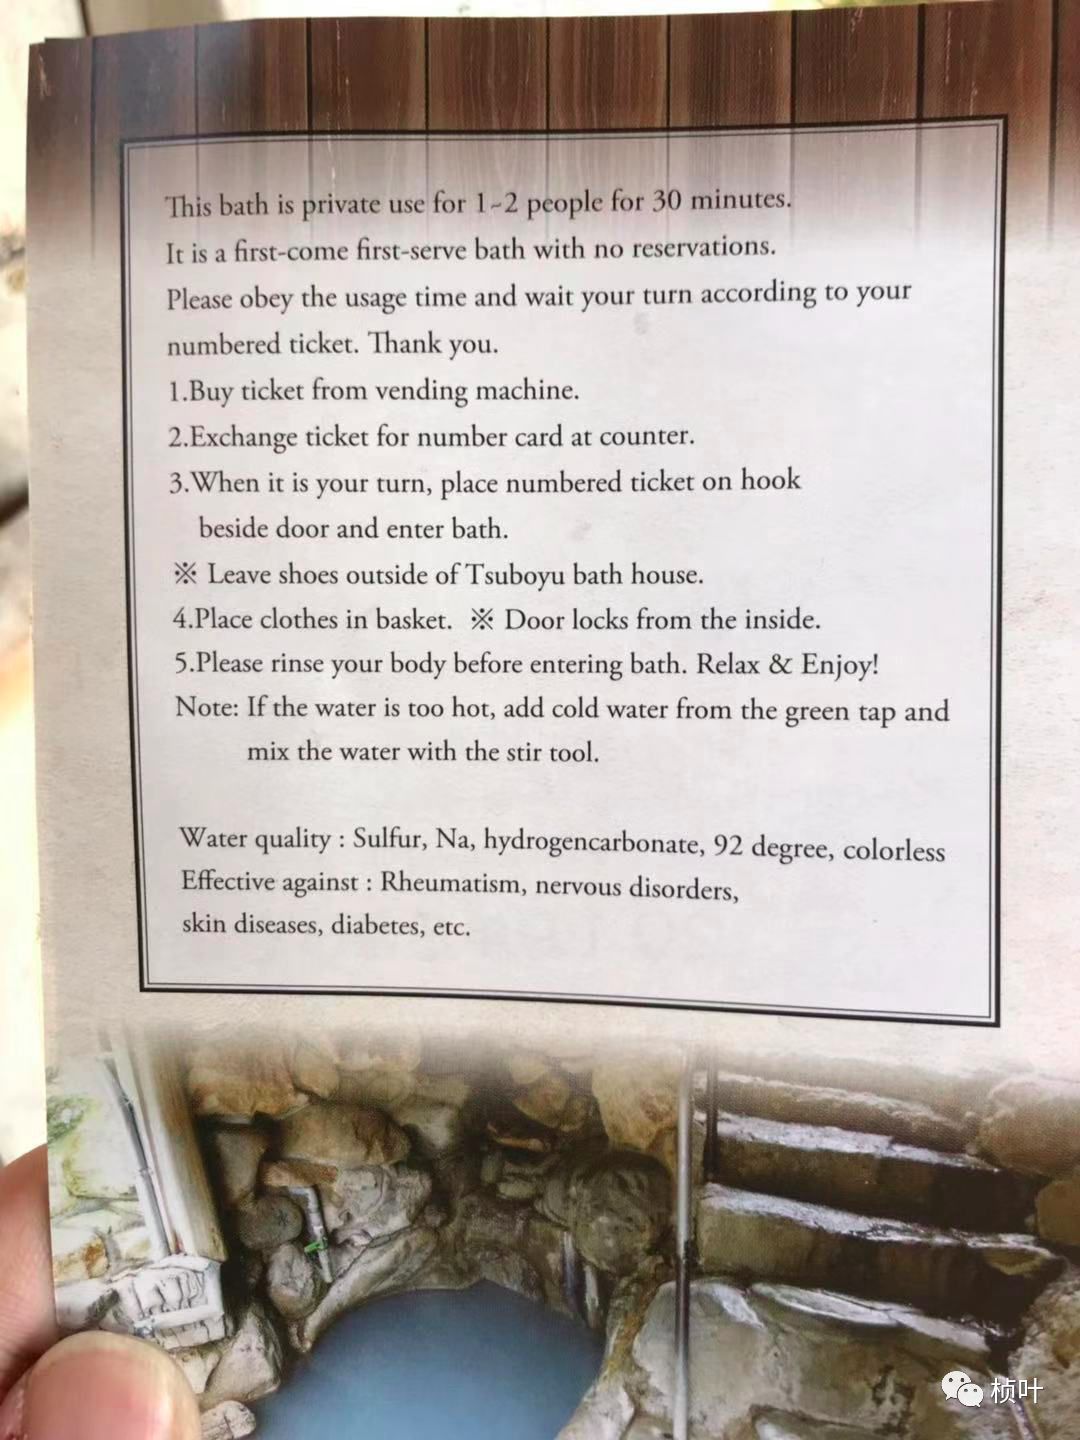 This bath is private use for 1~2 people for 30 minutes.
It is a first-come first-serve bath with no reservations.
Please obey the usage time and wait your turn according to your
numbered ticket. Thank you.
1.Buy ticket from vending machine.
2.Exchange ticket for number card at counter.
3.When it is your turn, place numbered ticket on hook
beside door and enter bath.
※ Leave shoes outside of Tsuboyu bath house.
4.Place clothes in basket. ※ Door locks from the inside.
5.Please rinse your body before entering bath. Relax & Enjoy!
Note: If the water is too hot, add cold water from the green tap and
mix the water with the stir tool.
Water quality : Sulfur, Na, hydrogencarbonate, 92 degree, colorless
Effective against : Rheumatism, nervous disorders,
skin diseases, diabetes, etc.
桢叶